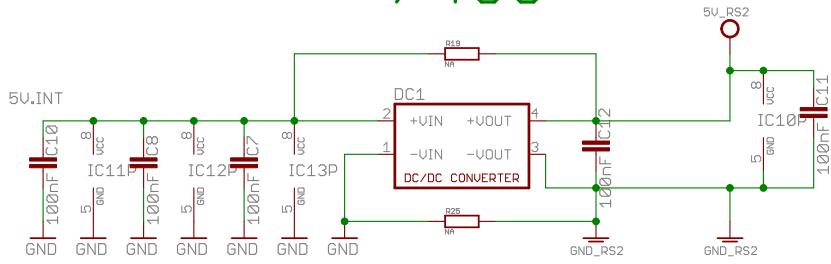 5V_RS2
R19
NA
5V.INT
DC1
2 +VIN +VOUT 4
1 -VIN -VOUT 3
DC/DC CONVERTER
C10
100nF
8 VCC
IC11P
5 GND
C8
100nF
8 VCC
IC12P
5 GND
C7
100nF
8 VCC
IC13P
5 GND
C12
100nF
8 VCC
IC10P
5 GND
C11
100nF
R25
NA
GND GND GND GND GND GND GND GND_RS2 GND_RS2